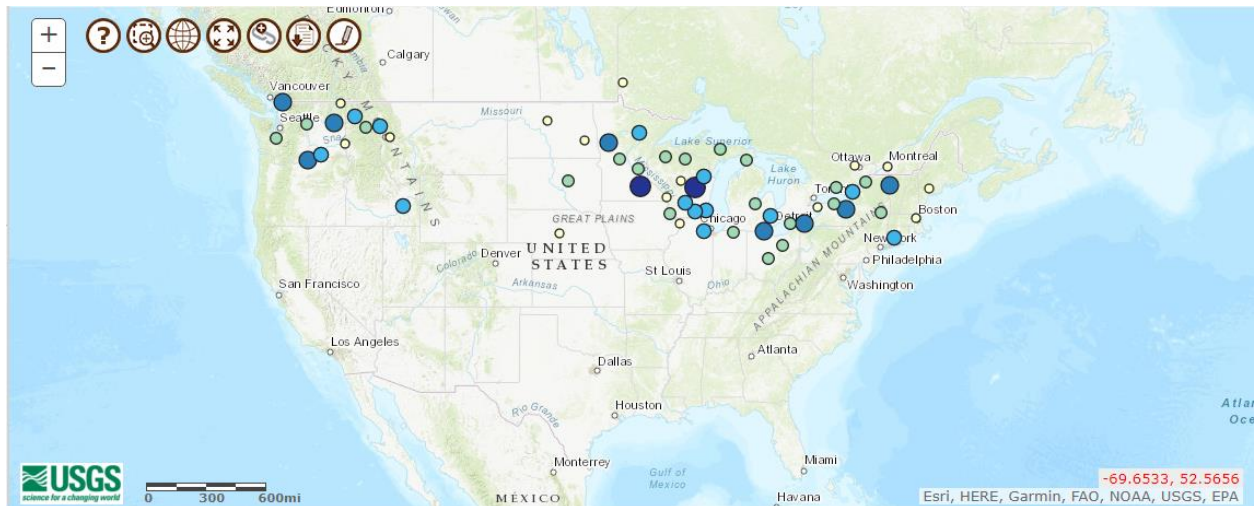 Edmonton
+
−
?
Calgary
Vancouver
Seattle
Missouri
Lake Superior
Ottawa
Montreal
Lake
Huron
Mississippi
GREAT PLAINS
Chicago
Detroit
Boston
New York
UNITED
STATES
Denver
Colorado
St Louis
Philadelphia
Washington
APPALACHIAN MOUNTAINS
San Francisco
Arkansas
Ohio
Los Angeles
Atlanta
Dallas
Rio Grande
Houston
Monterrey
Gulf of
Mexico
Miami
MÉXICO
Havana
USGS
science for a changing world
0 300 600mi
-69.6533, 52.5656
Esri, HERE, Garmin, FAO, NOAA, USGS, EPA